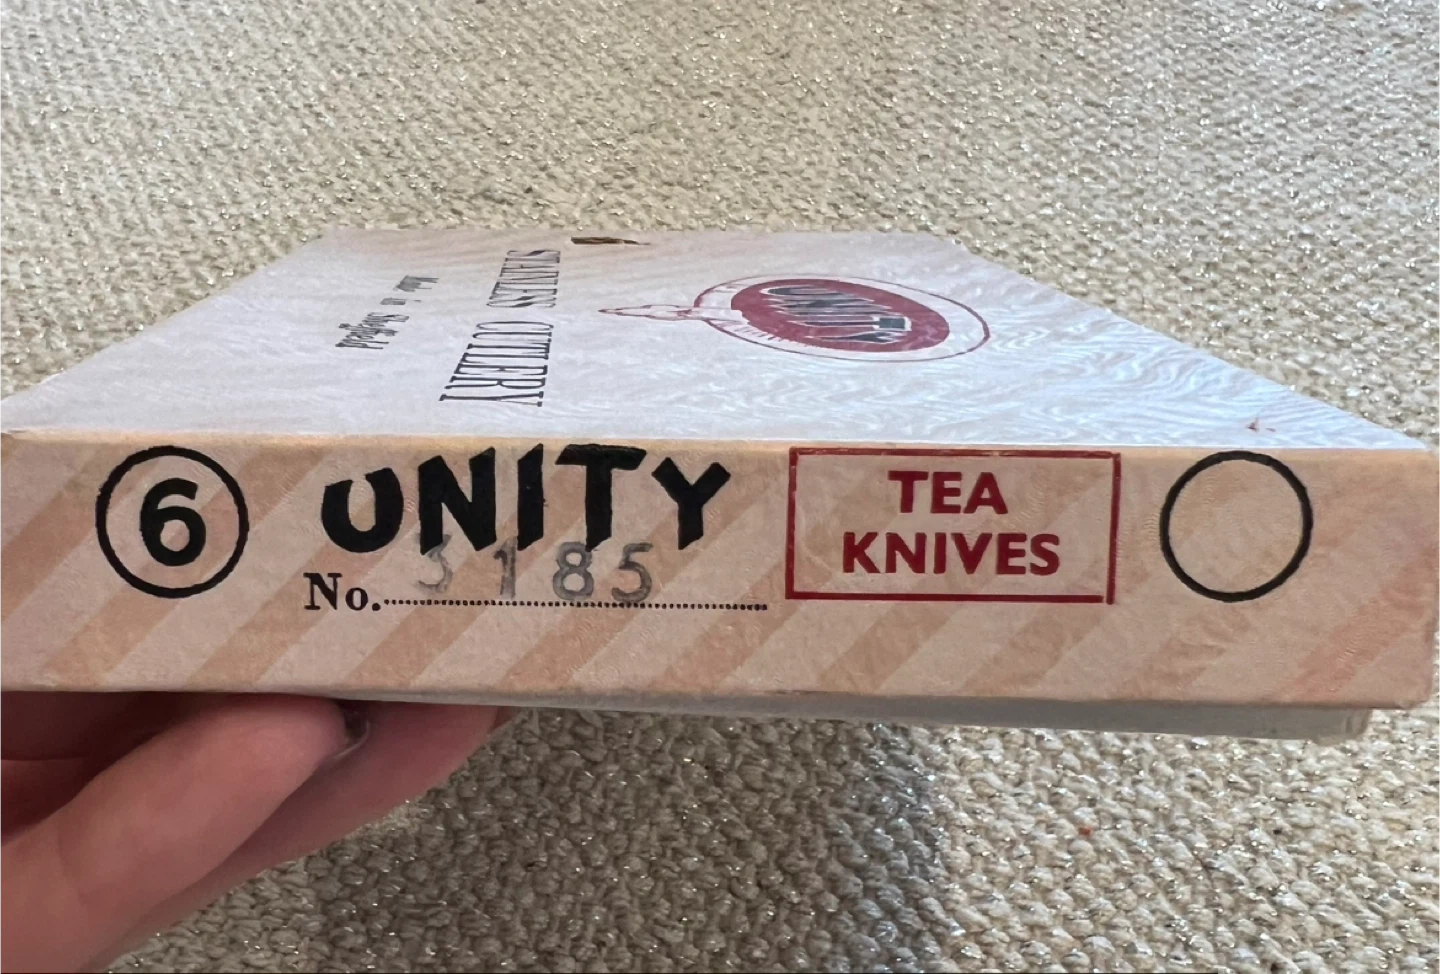 UNITY
STAINLESS CUTLERY
Made in Sheffield
6
UNITY
No. 3185
TEA
KNIVES